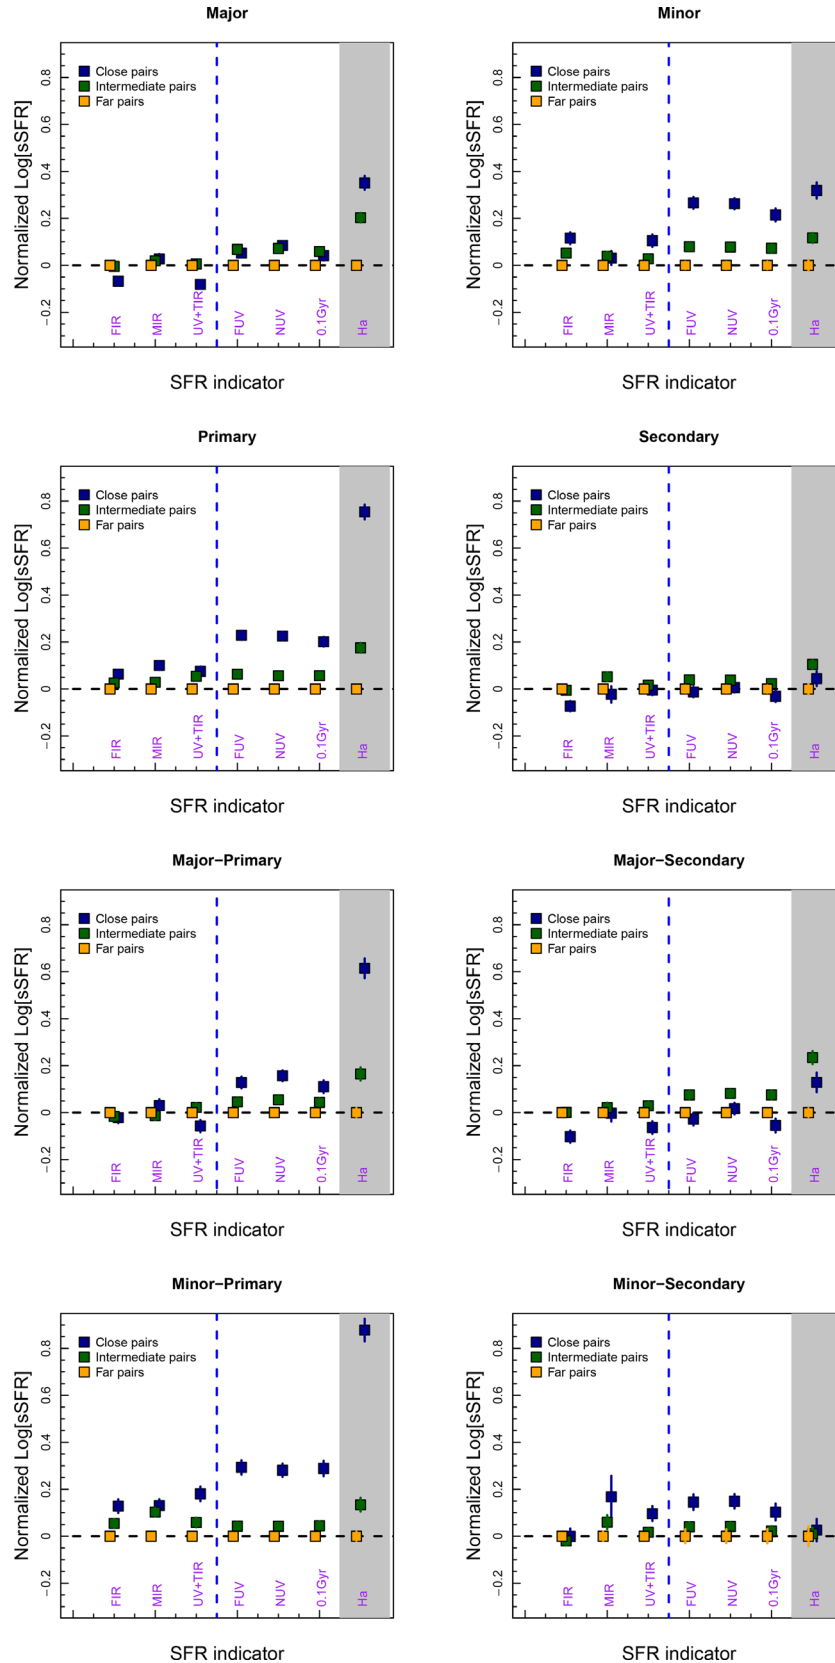 Major
Normalized Log[sSFR]
0.8
0.6
0.4
0.2
0
−0.2
Close pairs
Intermediate pairs
Far pairs
FIR
MIR
UV+TIR
FUV
NUV
0.1Gyr
Ha
SFR indicator
Minor
Normalized Log[sSFR]
0.8
0.6
0.4
0.2
0
−0.2
Close pairs
Intermediate pairs
Far pairs
FIR
MIR
UV+TIR
FUV
NUV
0.1Gyr
Ha
SFR indicator
Primary
Normalized Log[sSFR]
0.8
0.6
0.4
0.2
0
−0.2
Close pairs
Intermediate pairs
Far pairs
FIR
MIR
UV+TIR
FUV
NUV
0.1Gyr
Ha
SFR indicator
Secondary
Normalized Log[sSFR]
0.8
0.6
0.4
0.2
0
−0.2
Close pairs
Intermediate pairs
Far pairs
FIR
MIR
UV+TIR
FUV
NUV
0.1Gyr
Ha
SFR indicator
Major−Primary
Normalized Log[sSFR]
0.8
0.6
0.4
0.2
0
−0.2
Close pairs
Intermediate pairs
Far pairs
FIR
MIR
UV+TIR
FUV
NUV
0.1Gyr
Ha
SFR indicator
Major−Secondary
Normalized Log[sSFR]
0.8
0.6
0.4
0.2
0
−0.2
Close pairs
Intermediate pairs
Far pairs
FIR
MIR
UV+TIR
FUV
NUV
0.1Gyr
Ha
SFR indicator
Minor−Primary
Normalized Log[sSFR]
0.8
0.6
0.4
0.2
0
−0.2
Close pairs
Intermediate pairs
Far pairs
FIR
MIR
UV+TIR
FUV
NUV
0.1Gyr
Ha
SFR indicator
Minor−Secondary
Normalized Log[sSFR]
0.8
0.6
0.4
0.2
0
−0.2
Close pairs
Intermediate pairs
Far pairs
FIR
MIR
UV+TIR
FUV
NUV
0.1Gyr
Ha
SFR indicator